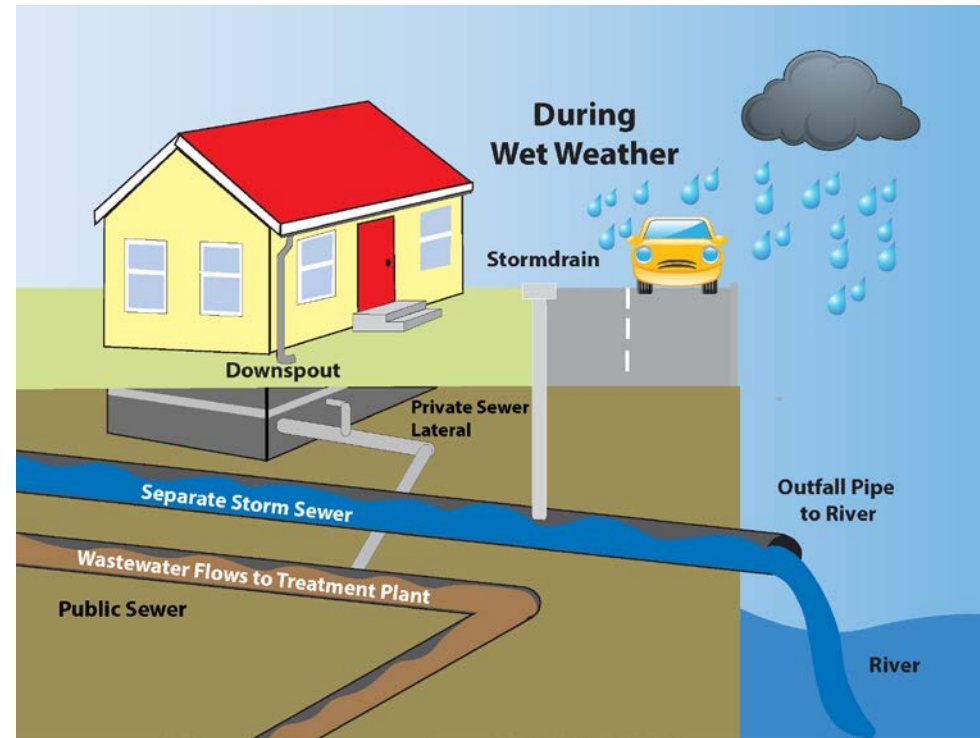 During
Wet Weather
Stormdrain
Downspout
Private Sewer
Lateral
Separate Storm Sewer
Outfall Pipe
to River
Wastewater Flows to Treatment Plant
Public Sewer
River